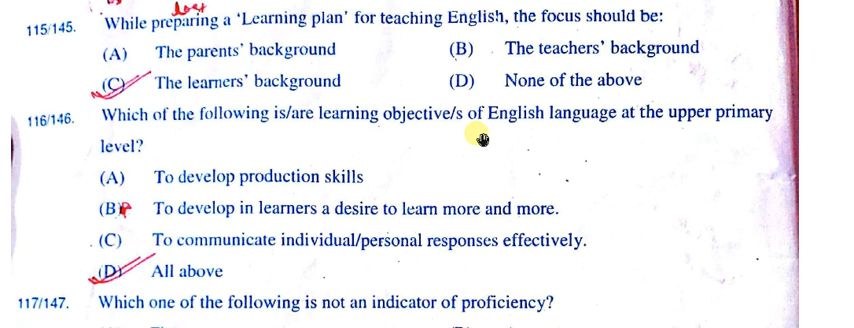 lost
115/145. While preparing a ‘Learning plan’ for teaching English, the focus should be:
(A) The parents’ background (B) The teachers’ background
(C) The learners’ background (D) None of the above
116/146. Which of the following is/are learning objective/s of English language at the upper primary
level?
(A) To develop production skills
(B) To develop in learners a desire to learn more and more.
(C) To communicate individual/personal responses effectively.
(D) All above
117/147. Which one of the following is not an indicator of proficiency?